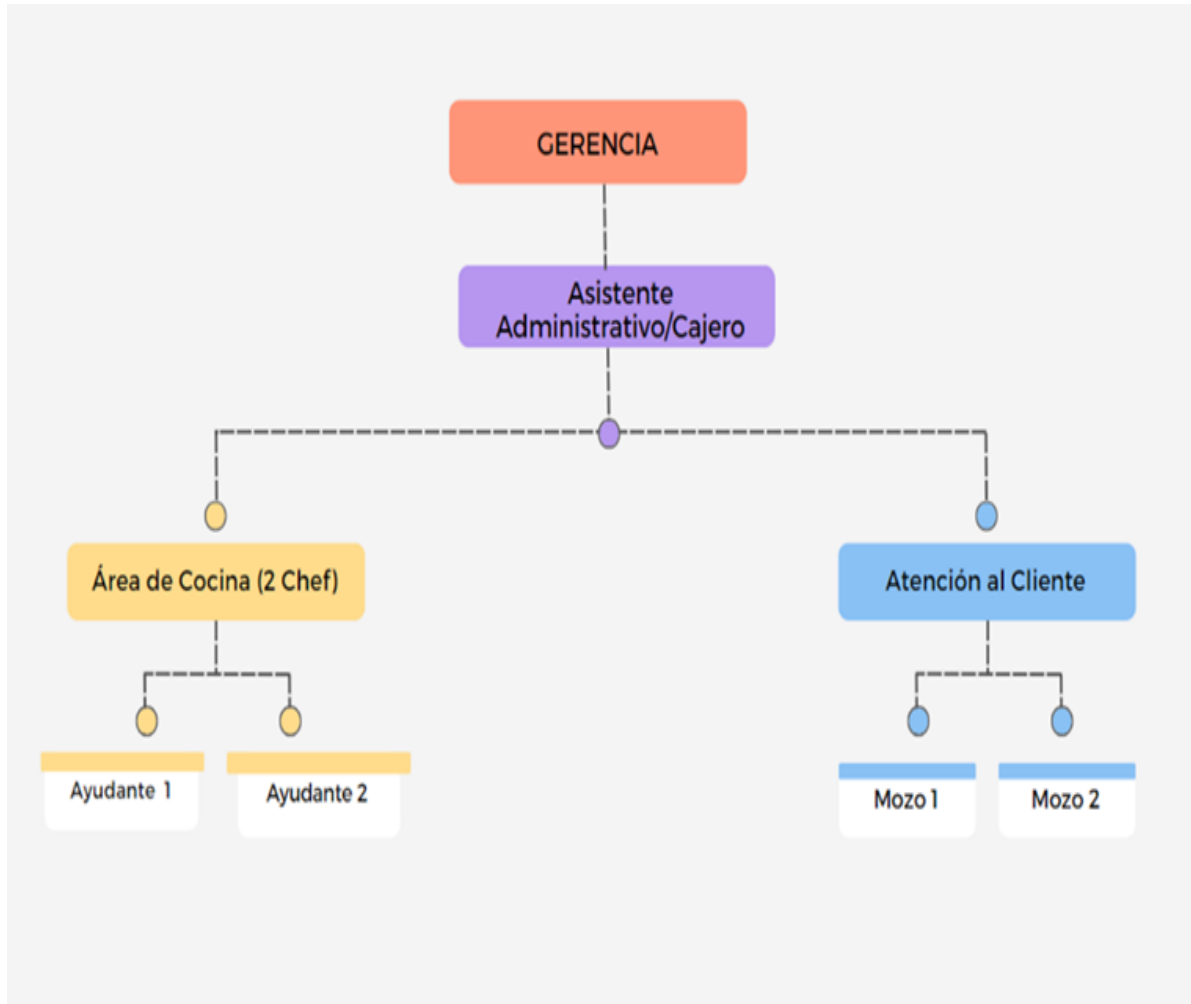 GERENCIA
Asistente
Administrativo/Cajero
Área de Cocina (2 Chef)
Atención al Cliente
Ayudante 1
Ayudante 2
Mozo 1
Mozo 2